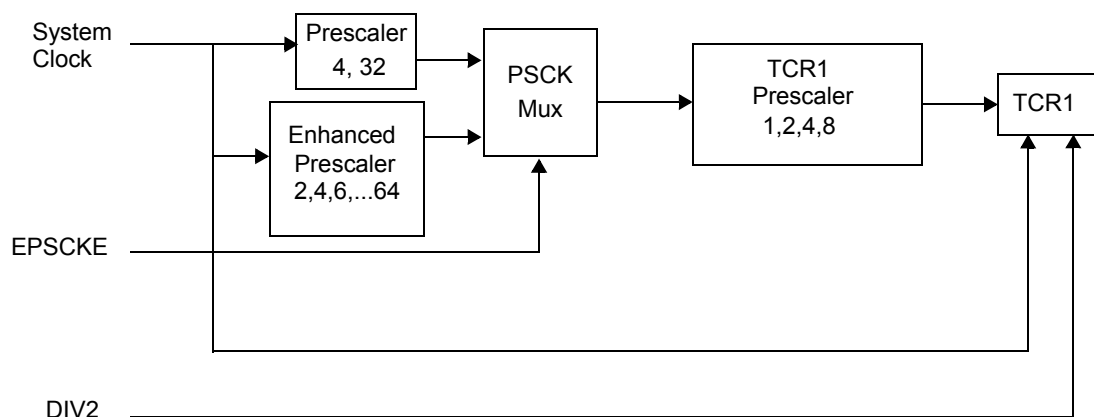 System
Clock
Prescaler
4, 32
PSCK
Mux
TCR1
Prescaler
1,2,4,8
TCR1
Enhanced
Prescaler
2,4,6,...64
EPSCKE
DIV2